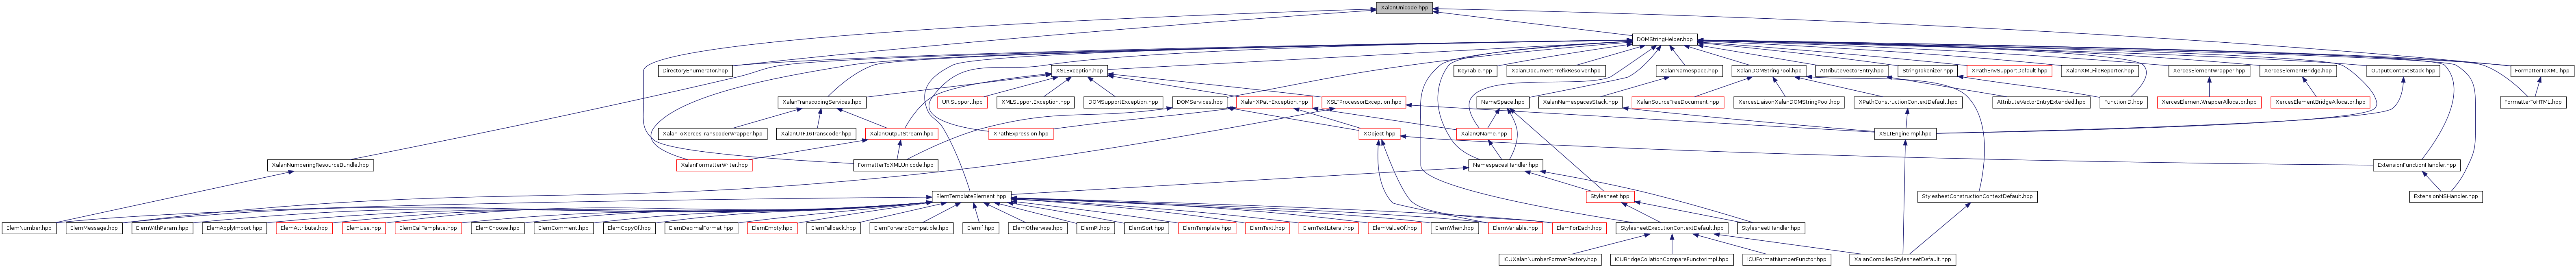 XalanUnicode.hpp
DOMStringHelper.hpp
DirectoryEnumerator.hpp
XSLException.hpp
KeyTable.hpp
XalanDocumentPrefixResolver.hpp
XalanNamespace.hpp
XalanDOMStringPool.hpp
AttributeVectorEntry.hpp
StringTokenizer.hpp
XPathEnvSupportDefault.hpp
XalanXMLFileReporter.hpp
XercesElementWrapper.hpp
XercesElementBridge.hpp
OutputContextStack.hpp
FormatterToXML.hpp
XalanTranscodingServices.hpp
URISupport.hpp
XMLSupportException.hpp
DOMSupportException.hpp
DOMServices.hpp
XalanXPathException.hpp
XSLTProcessorException.hpp
NameSpace.hpp
XalanNamespacesStack.hpp
XalanSourceTreeDocument.hpp
XercesLiaisonXalanDOMStringPool.hpp
XPathConstructionContextDefault.hpp
AttributeVectorEntryExtended.hpp
FunctionID.hpp
XercesElementWrapperAllocator.hpp
XercesElementBridgeAllocator.hpp
FormatterToHTML.hpp
XalanToXercesTranscoderWrapper.hpp
XalanUTF16Transcoder.hpp
XalanOutputStream.hpp
XPathExpression.hpp
XObject.hpp
XalanQName.hpp
XSLTEngineImpl.hpp
XalanNumberingResourceBundle.hpp
XalanFormatterWriter.hpp
FormatterToXMLUnicode.hpp
NamespacesHandler.hpp
ExtensionFunctionHandler.hpp
ElemTemplateElement.hpp
Stylesheet.hpp
StylesheetConstructionContextDefault.hpp
ExtensionNSHandler.hpp
ElemNumber.hpp
ElemMessage.hpp
ElemWithParam.hpp
ElemApplyImport.hpp
ElemAttribute.hpp
ElemUse.hpp
ElemCallTemplate.hpp
ElemChoose.hpp
ElemComment.hpp
ElemCopyOf.hpp
ElemDecimalFormat.hpp
ElemEmpty.hpp
ElemFallback.hpp
ElemForwardCompatible.hpp
ElemIf.hpp
ElemOtherwise.hpp
ElemPI.hpp
ElemSort.hpp
ElemTemplate.hpp
ElemText.hpp
ElemTextLiteral.hpp
ElemValueOf.hpp
ElemWhen.hpp
ElemVariable.hpp
ElemForEach.hpp
StylesheetExecutionContextDefault.hpp
StylesheetHandler.hpp
ICUXalanNumberFormatFactory.hpp
ICUBridgeCollationCompareFunctorImpl.hpp
ICUFormatNumberFunctor.hpp
XalanCompiledStylesheetDefault.hpp